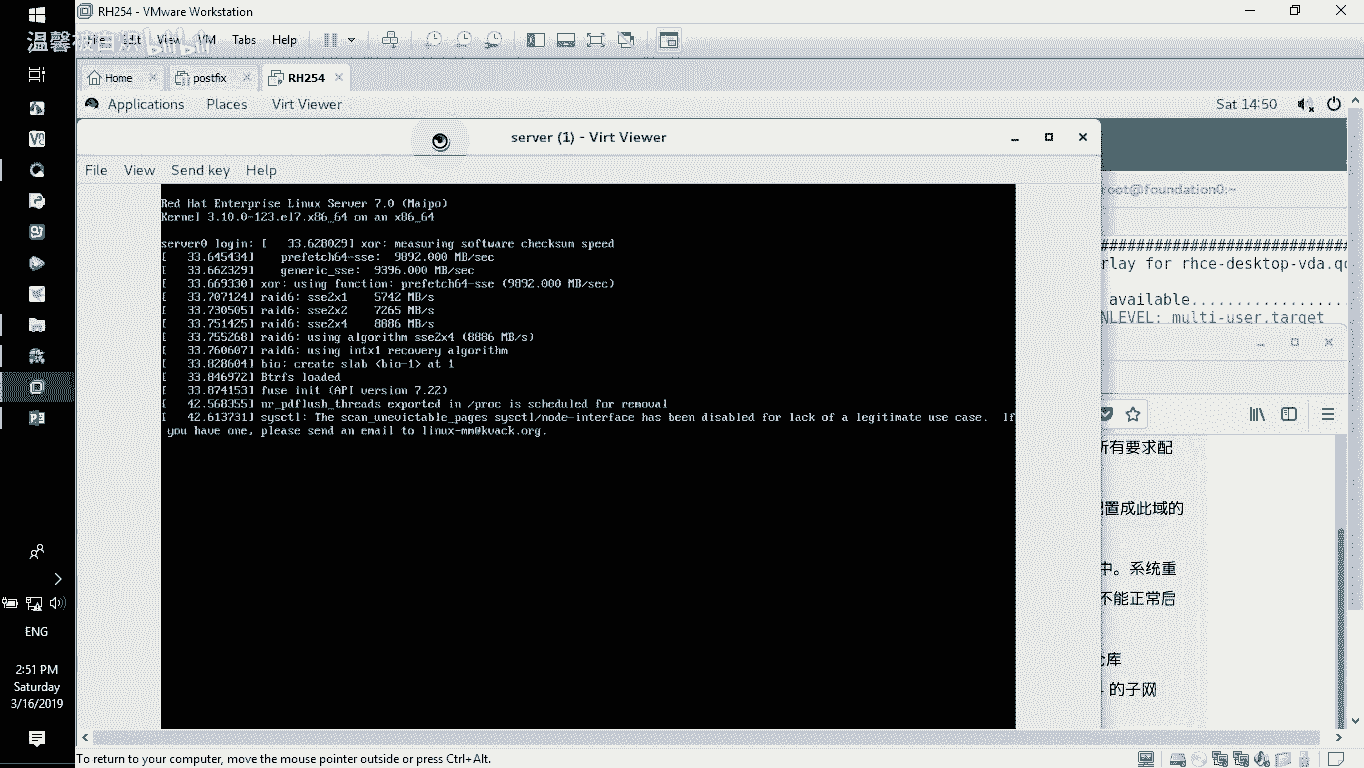 RH254 - VMware Workstation
Edit View VM Tabs Help
Home
postfix
RH254
Applications Places Virt Viewer
Sat 14:50
server (1) - Virt Viewer
File View Send key Help
Red Hat Enterprise Linux Server 7.0 (Maipo)
Kernel 3.10.0-123.el7.x86_64 on an x86_64
server0 login: [   33.628029] xor: measuring software checksum speed
[   33.645434]    prefetch64-sse:  9892.000 MB/sec
[   33.662329]    generic_sse:  9396.000 MB/sec
[   33.669330] xor: using function: prefetch64-sse (9892.000 MB/sec)
[   33.707124] raid6: sse2x1    5742 MB/s
[   33.730505] raid6: sse2x2    7265 MB/s
[   33.751425] raid6: sse2x4    8886 MB/s
[   33.755268] raid6: using algorithm sse2x4 (8886 MB/s)
[   33.760607] raid6: using intx1 recovery algorithm
[   33.828604] bio: create slab <bio-1> at 1
[   33.846972] Btrfs loaded
[   33.874153] fuse init (API version 7.22)
[   42.568355] nr_pdflush_threads exported in /proc is scheduled for removal
[   42.613731] sysctl: The scan_unevictable_pages sysctl/node-interface has been disabled for lack of a legitimate use case.  If
you have one, please send an email to linux-mm@kvack.org.
root@foundation0:~
##########################
rlay for rhce-desktop-vda.qc
available..................
NLEVEL: multi-user.target
所有要求配
配置成此域的
中。系统重
不能正常启
仓库
的子网
ENG
2:51 PM
Saturday
3/16/2019
To return to your computer, move the mouse pointer outside or press Ctrl+Alt.